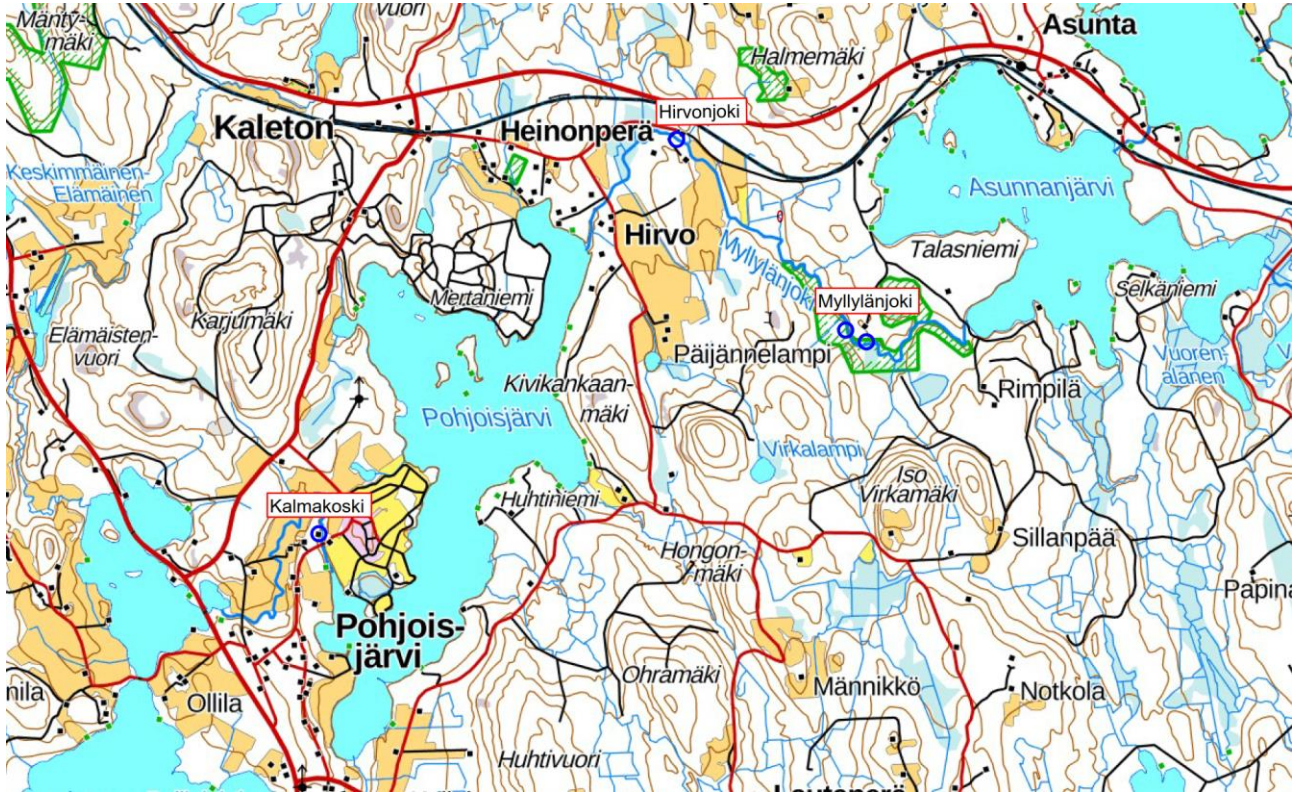 Mänty-
mäki
vuori
Asunta
Halmemäki
Hirvonjoki
Kaleton
Heinonperä
Keskimmäinen-
Elämäinen
Asunnanjärvi
Hirvo
Talasniemi
Myllylänjoki
Mertaniemi
Myllylänjoki
Selkäniemi
Karjumäki
Elämäisten-
vuori
Päijännelampi
Vuoren-
alanen
Kivikankaan-
mäki
Rimpilä
Pohjoisjärvi
Virkalampi
Iso
Virkamäki
Kalmakoski
Huhtiniemi
Sillanpää
Hongon-
mäki
Papina
Pohjois-
järvi
Ohramäki
Männikkö
Notkola
nila
Ollila
Huhtivuori